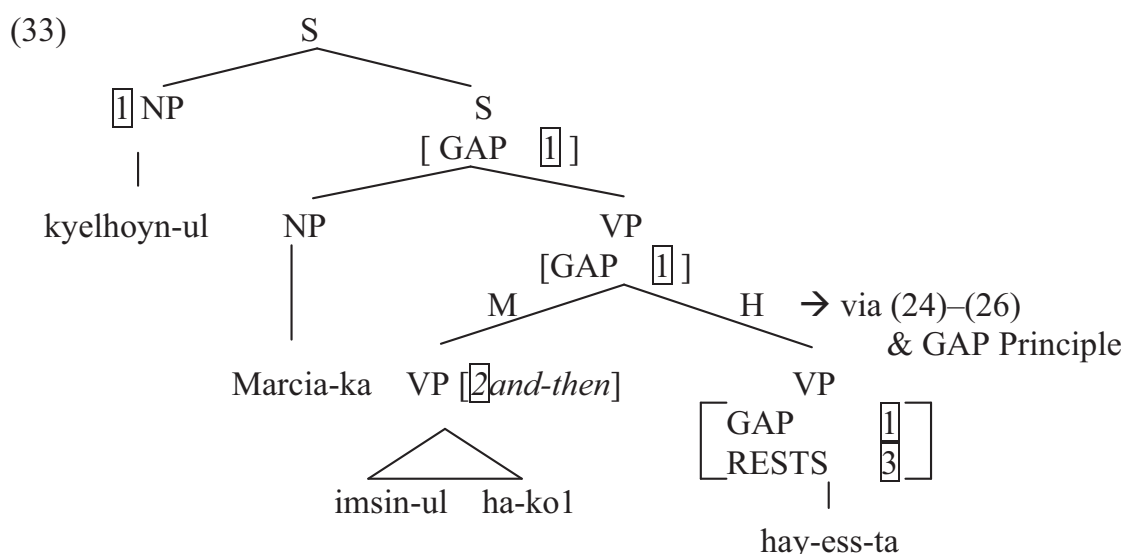 (33) S
1 NP S
[ GAP 1 ]
kyelhoyn-ul NP VP
[GAP 1 ]
M H → via (24)–(26)
& GAP Principle
Marcia-ka VP [2and-then] VP
GAP 1
RESTS 3
imsin-ul ha-ko1
hay-ess-ta